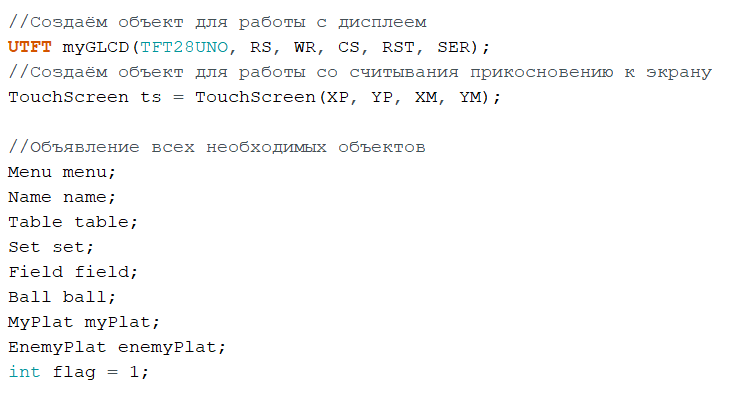 //Создаём объект для работы с дисплеем
UTFT myGLCD(TFT28UNO, RS, WR, CS, RST, SER);
//Создаём объект для работы со считывания прикосновению к экрану
TouchScreen ts = TouchScreen(XP, YP, XM, YM);
//Объявление всех необходимых объектов
Menu menu;
Name name;
Table table;
Set set;
Field field;
Ball ball;
MyPlat myPlat;
EnemyPlat enemyPlat;
int flag = 1;